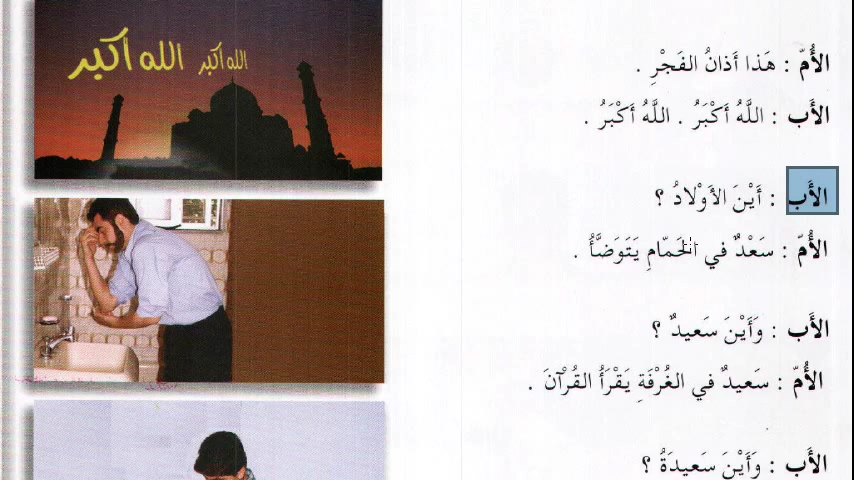 الله أكبر الله أكبر
الأُمّ : هَذا أَذانُ الفَجْرِ .
الأَب : اللَّهُ أَكْبَرُ . اللَّهُ أَكْبَرُ .
الأَب : أَيْنَ الأَوْلادُ ؟
الأُمّ : سَعْدٌ في الحَمّامِ يَتَوَضَّأُ .
الأَب : وَأَيْنَ سَعيدٌ ؟
الأُمّ : سَعيدٌ في الغُرْفَةِ يَقْرَأُ القُرْآنَ .
الأَب : وَأَيْنَ سَعيدَةُ ؟